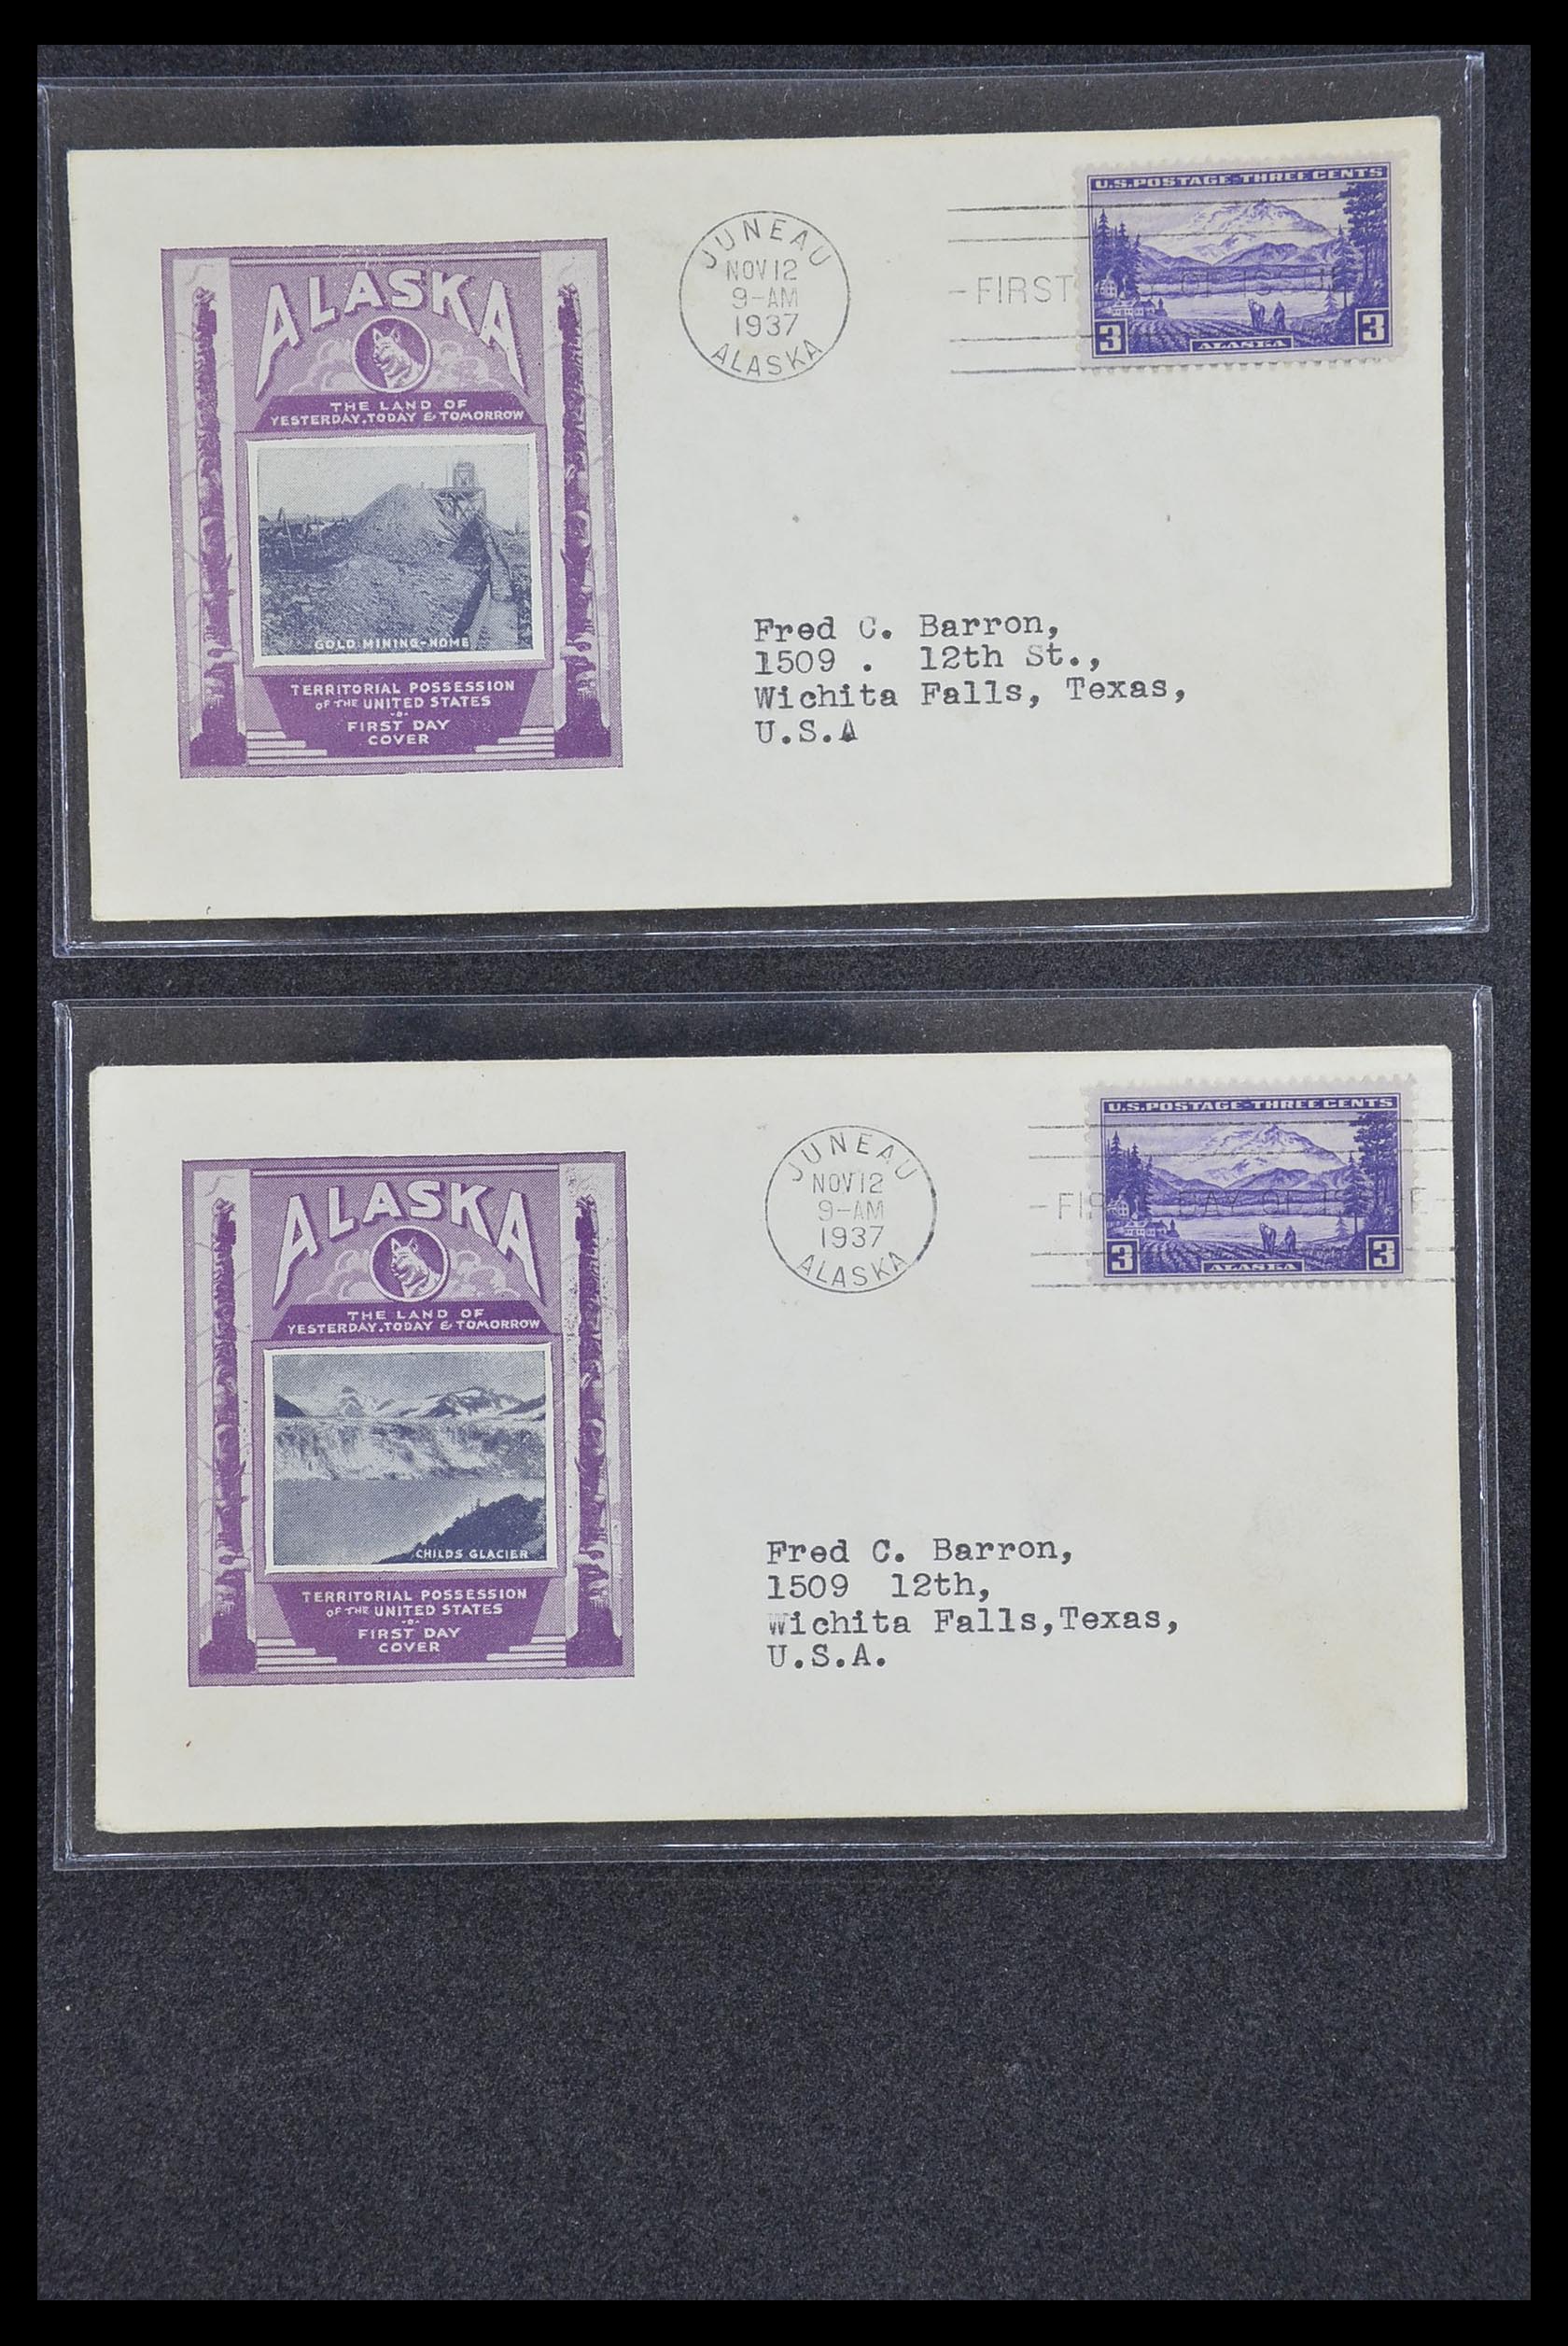 ALASKA
THE LAND OF
YESTERDAY, TODAY & TOMORROW
GOLD MINING-NOME
TERRITORIAL POSSESSION
OF THE UNITED STATES
FIRST DAY
COVER
JUNEAU
NOV 12
9-AM
1937
ALASKA
-FIRST
U.S.POSTAGE-THREE CENTS
3 ALASKA 3
Fred C. Barron,
1509 . 12th St.,
Wichita Falls, Texas,
U.S.A
ALASKA
THE LAND OF
YESTERDAY, TODAY & TOMORROW
CHILDS GLACIER
TERRITORIAL POSSESSION
OF THE UNITED STATES
FIRST DAY
COVER
JUNEAU
NOV 12
9-AM
1937
ALASKA
DAY OF
U.S.POSTAGE-THREE CENTS
3 ALASKA 3
Fred C. Barron,
1509 12th,
Wichita Falls,Texas,
U.S.A.